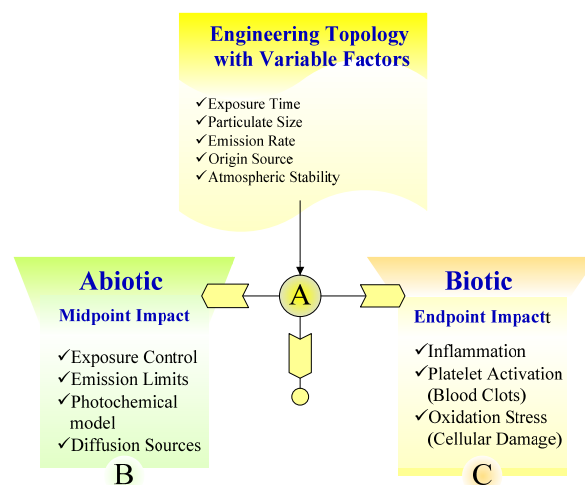 Engineering Topology
with Variable Factors
✓Exposure Time
✓Particulate Size
✓Emission Rate
✓Origin Source
✓Atmospheric Stability
A
Abiotic
Midpoint Impact
✓Exposure Control
✓Emission Limits
✓Photochemical
model
✓Diffusion Sources
B
Biotic
Endpoint Impactt
✓Inflammation
✓Platelet Activation
(Blood Clots)
✓Oxidation Stress
(Cellular Damage)
C